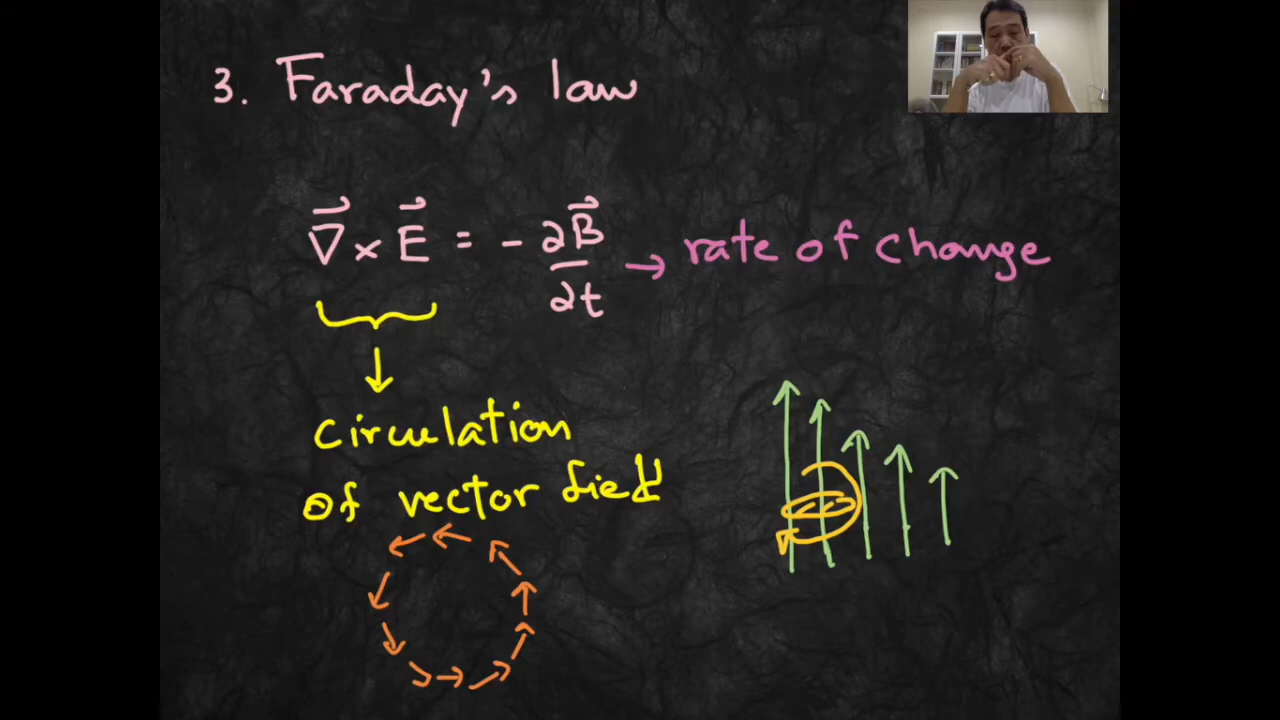 3. Faraday's law
∇⃗ × E⃗ = - ∂B⃗/∂t → rate of change
circulation
of vector field